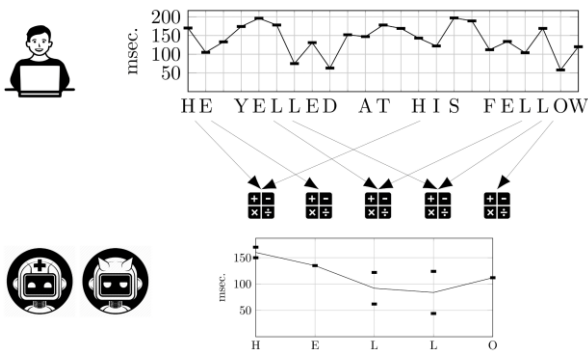 200
150
100
50
msec.
HE YELLED AT HIS FELLOW
+ − × ÷
+ − × ÷
+ − × ÷
+ − × ÷
+ − × ÷
150
100
50
msec.
H E L L O